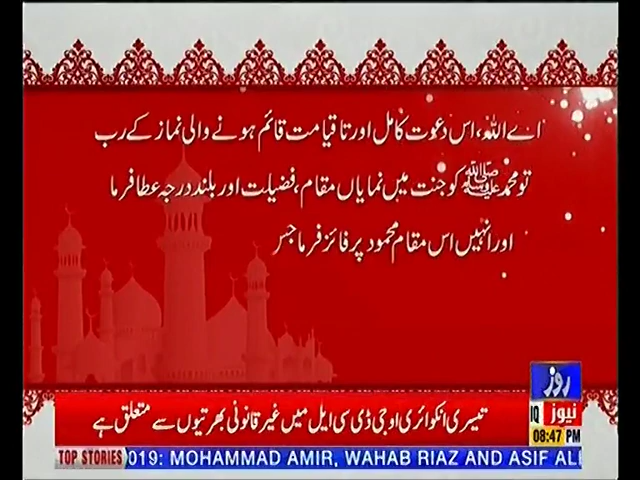 اے اللہ، اس دعوت کامل اور تا قیامت قائم ہونے والی نماز کے رب
تو محمد ﷺ کو جنت میں نمایاں مقام، فضیلت اور بلند درجہ عطا فرما
اور انہیں اس مقام محمود پر فائز فرما جس
روز
IQ نیوز
تیسری انکوائری او جی ڈی سی ایل میں غیر قانونی بھرتیوں سے متعلق ہے
08:47 PM
TOP STORIES 2019: MOHAMMAD AMIR, WAHAB RIAZ AND ASIF ALI